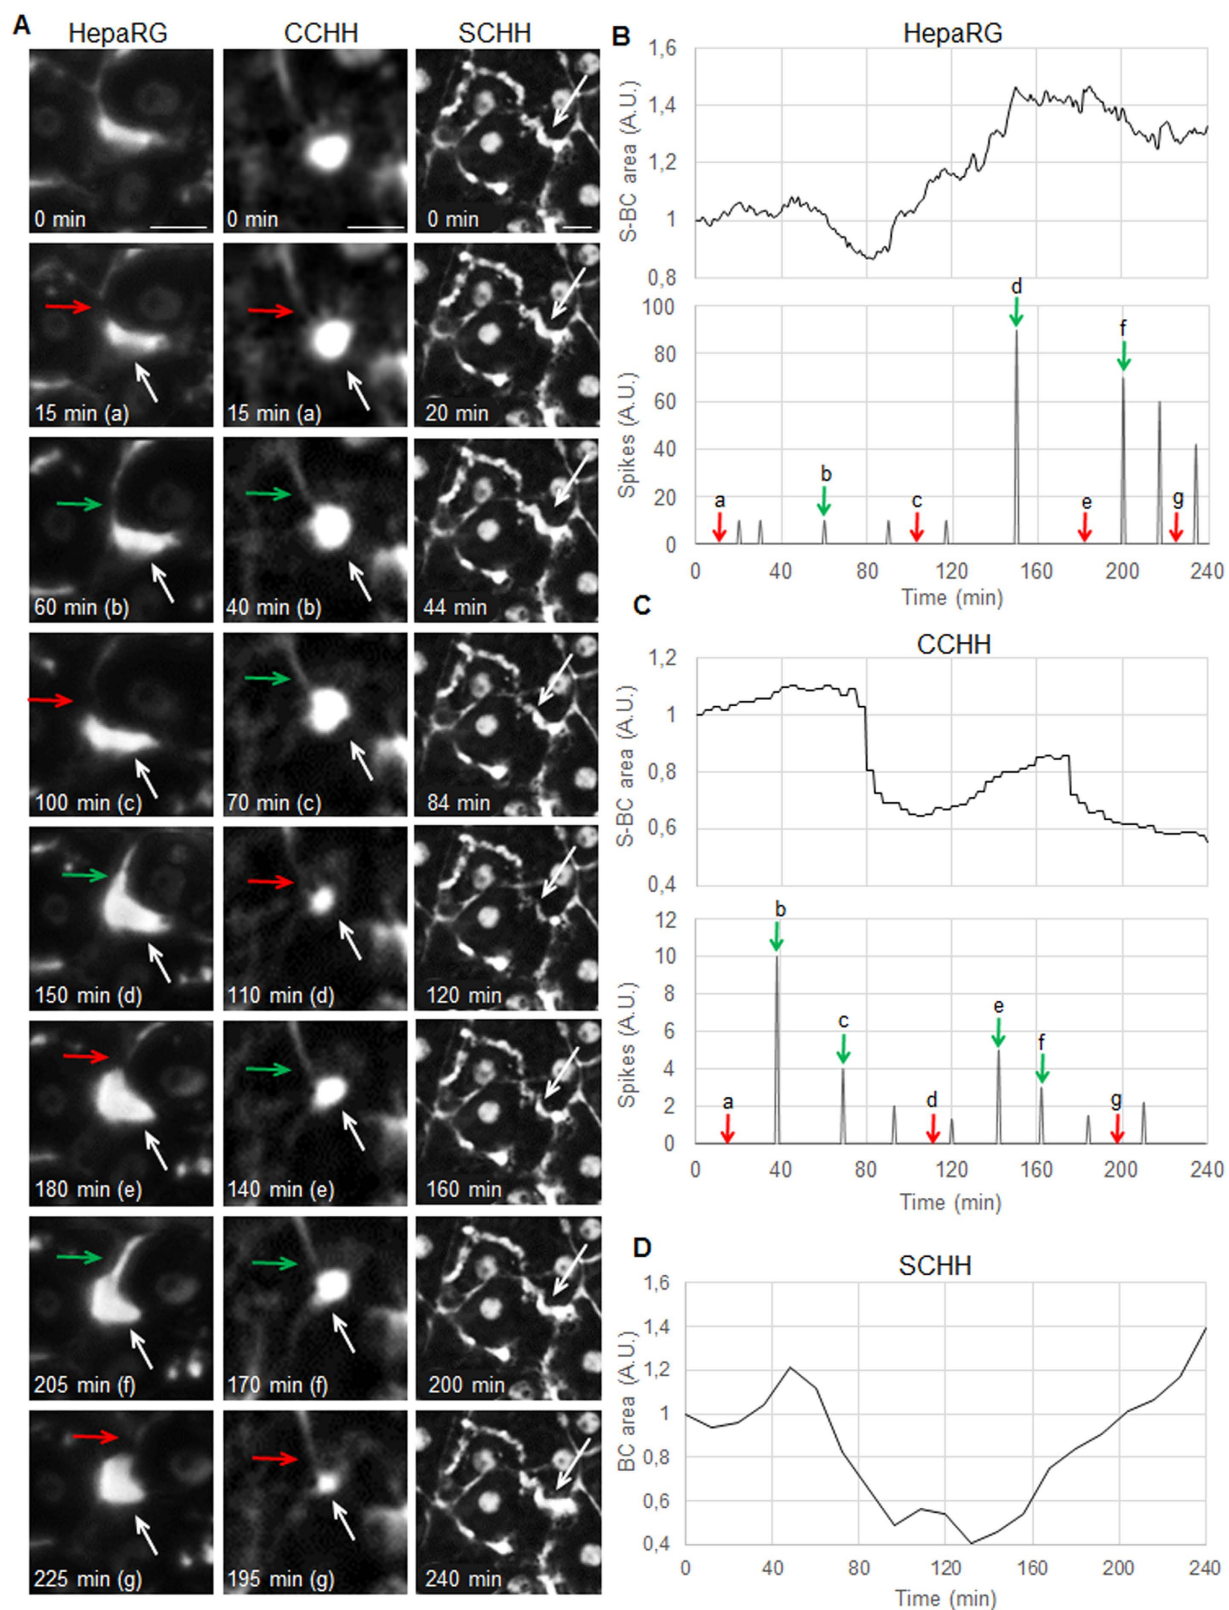 A
HepaRG CCHH SCHH
0 min 0 min 0 min
15 min (a) 15 min (a) 20 min
60 min (b) 40 min (b) 44 min
100 min (c) 70 min (c) 84 min
150 min (d) 110 min (d) 120 min
180 min (e) 140 min (e) 160 min
205 min (f) 170 min (f) 200 min
225 min (g) 195 min (g) 240 min
B
HepaRG
S-BC area (A.U.)
1,6
1,4
1,2
1
0,8
Spikes (A.U.)
100
80
60
40
20
0
a b c d e f g
0 40 80 120 160 200 240
Time (min)
C
CCHH
S-BC area (A.U.)
1,2
1
0,8
0,6
0,4
Spikes (A.U.)
12
10
8
6
4
2
0
a b c d e f g
0 40 80 120 160 200 240
Time (min)
D
SCHH
BC area (A.U.)
1,6
1,4
1,2
1
0,8
0,6
0,4
0 40 80 120 160 200 240
Time (min)